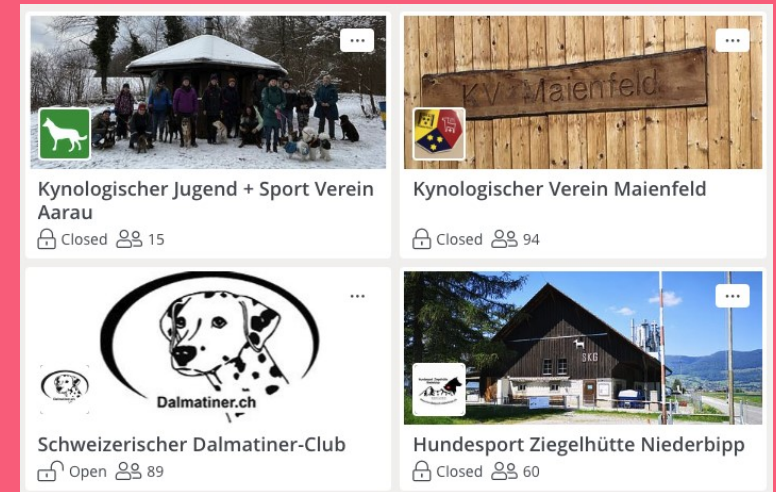 KV Maienfeld
Kynologischer Jugend + Sport Verein
Aarau
Closed 15
Kynologischer Verein Maienfeld
Closed 94
Dalmatiner.ch
Schweizerischer Dalmatiner-Club
Open 89
SKG
Hundesport Ziegelhütte Niederbipp
Closed 60